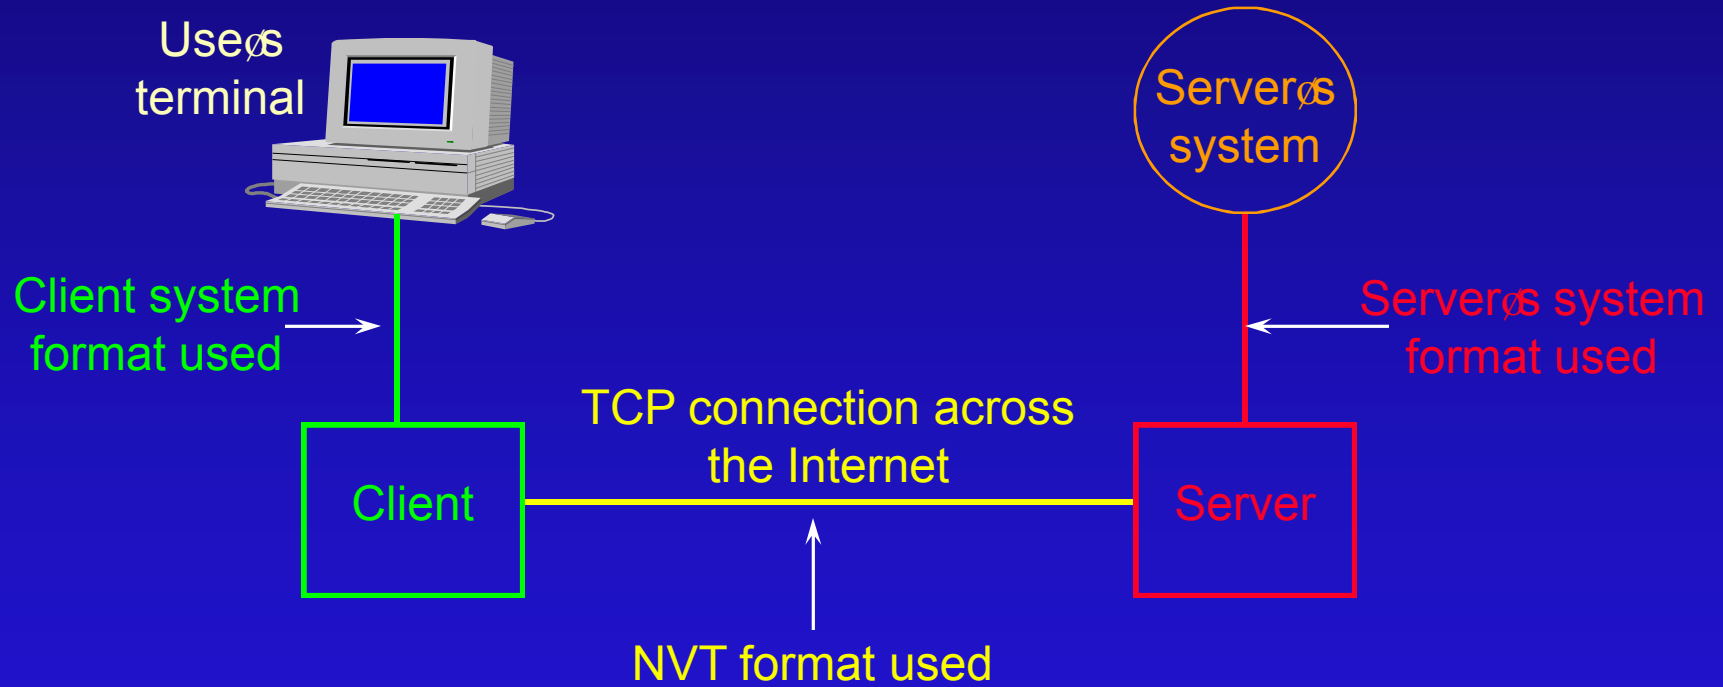 Useøs
terminal
Serverøs
system
Client system
format used
Serverøs system
format used
TCP connection across
the Internet
Client
Server
NVT format used